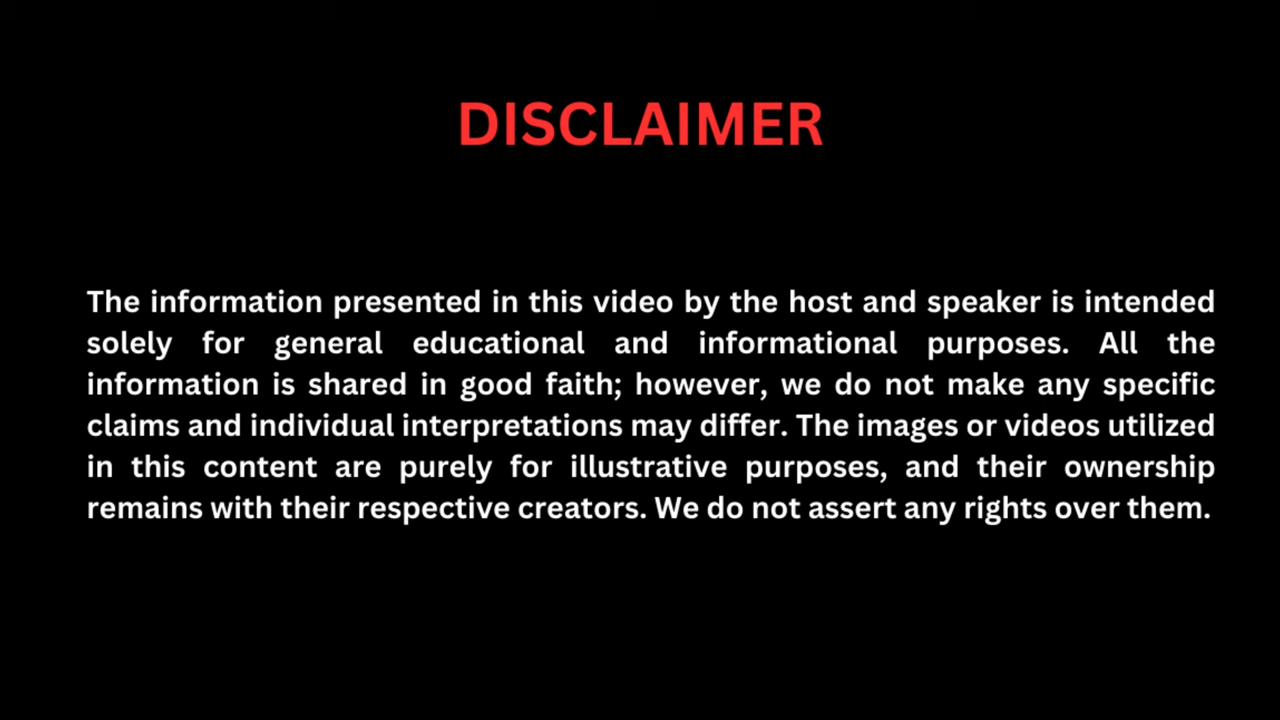 DISCLAIMER
The information presented in this video by the host and speaker is intended
solely for general educational and informational purposes. All the
information is shared in good faith; however, we do not make any specific
claims and individual interpretations may differ. The images or videos utilized
in this content are purely for illustrative purposes, and their ownership
remains with their respective creators. We do not assert any rights over them.